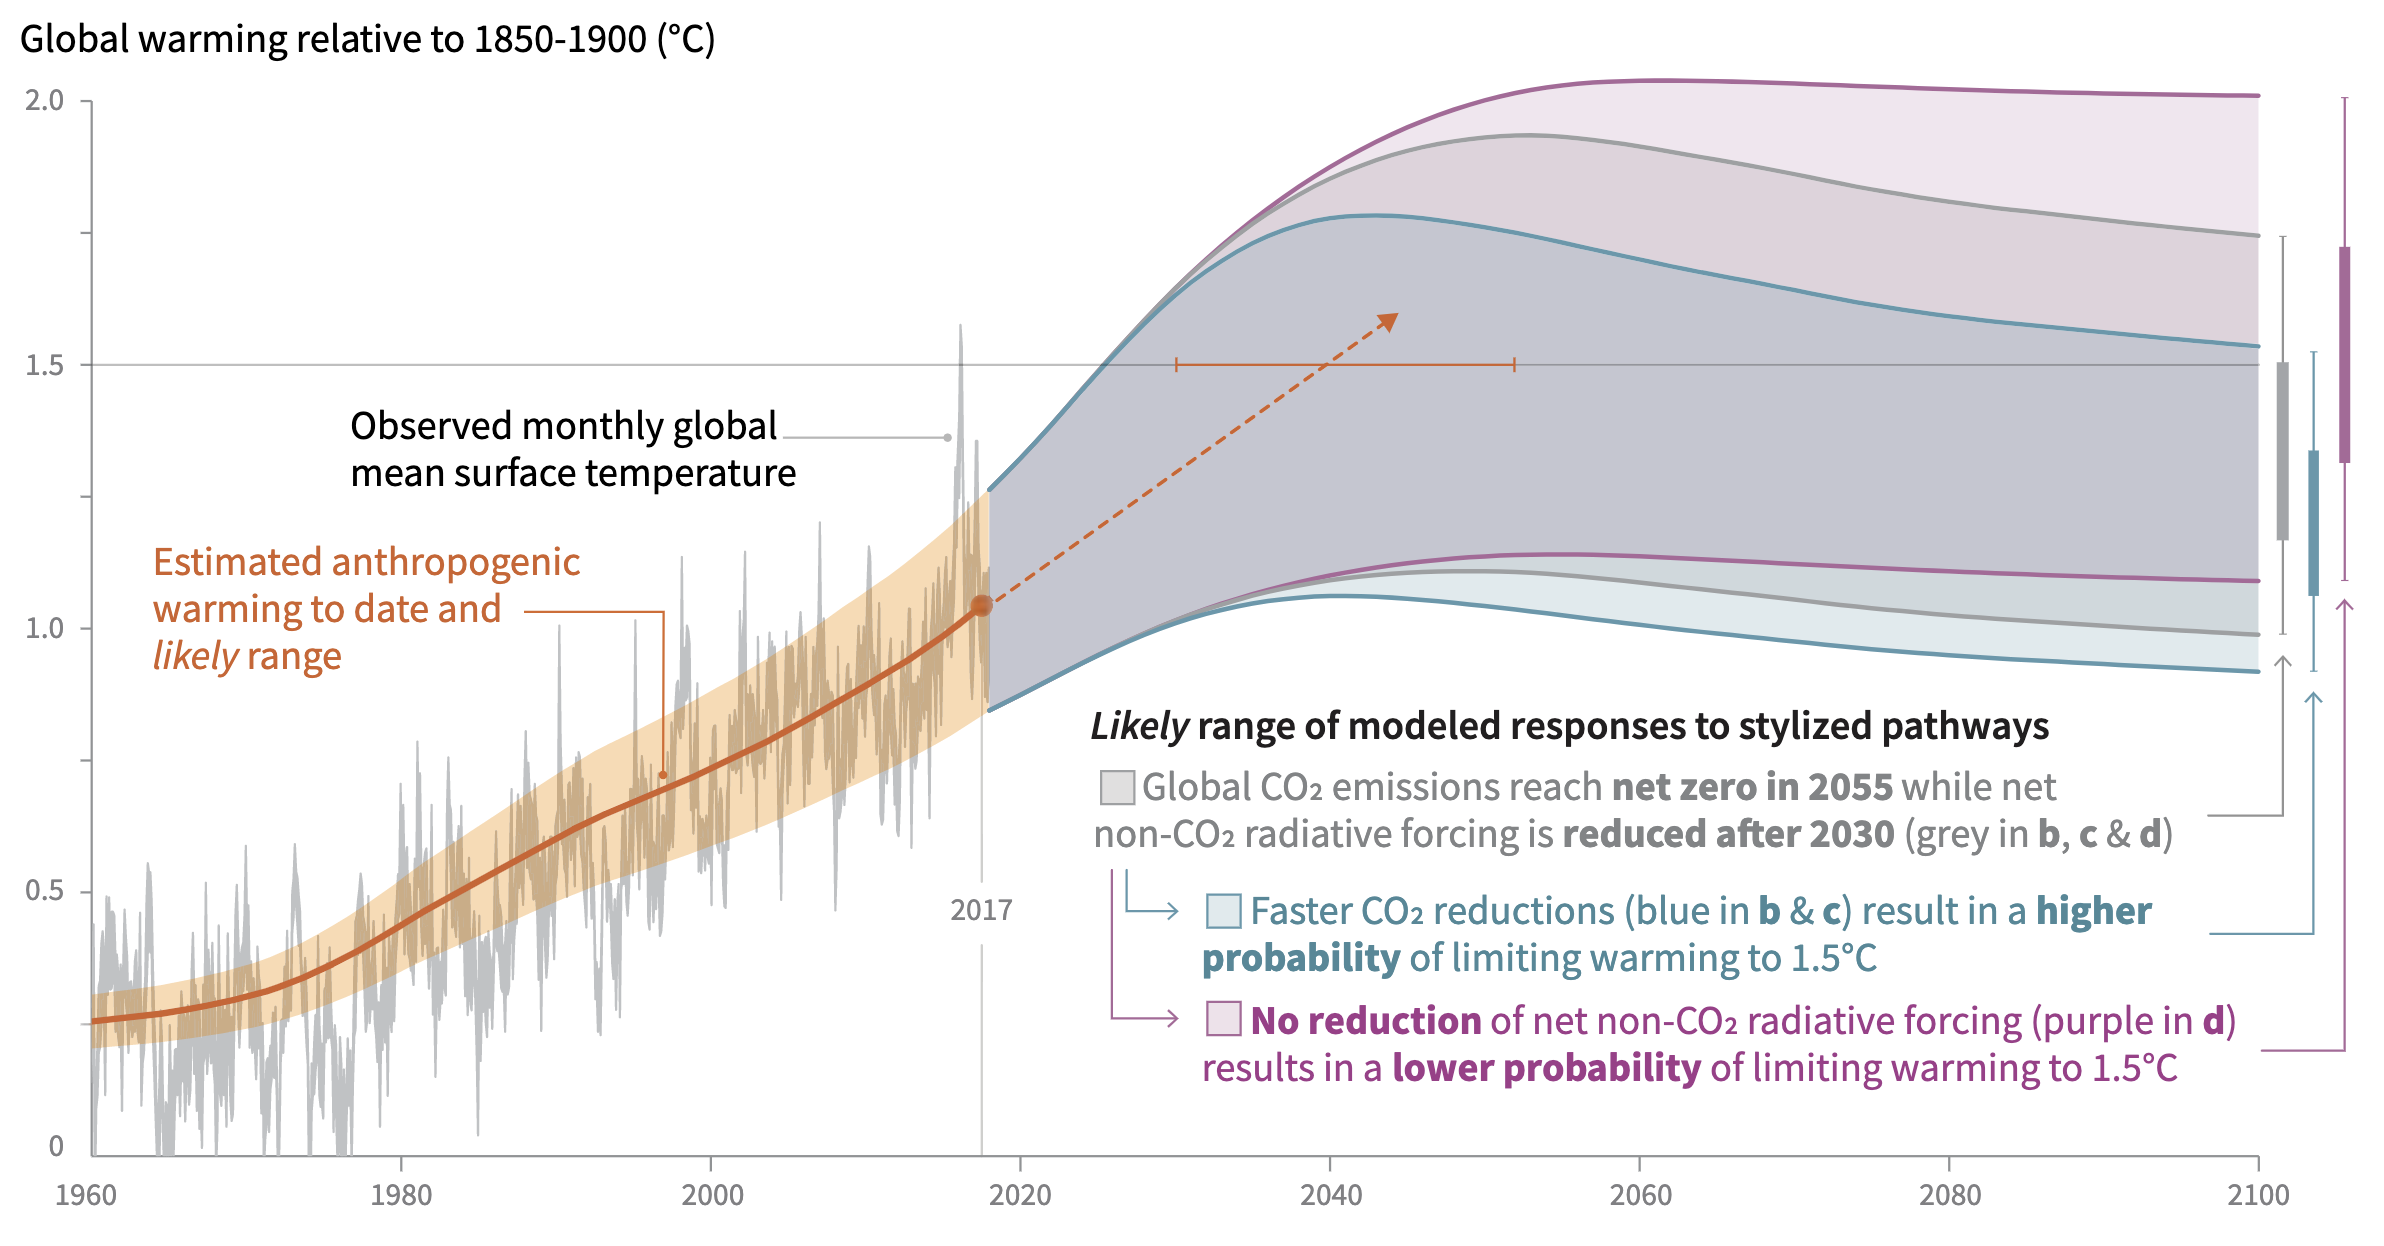 Global warming relative to 1850-1900 (°C)
2.0
1.5
Observed monthly global
mean surface temperature
Estimated anthropogenic
warming to date and
likely range
1.0
Likely range of modeled responses to stylized pathways
Global CO₂ emissions reach net zero in 2055 while net
non-CO₂ radiative forcing is reduced after 2030 (grey in b, c & d)
0.5
2017
Faster CO₂ reductions (blue in b & c) result in a higher
probability of limiting warming to 1.5°C
No reduction of net non-CO₂ radiative forcing (purple in d)
results in a lower probability of limiting warming to 1.5°C
0
1960 1980 2000 2020 2040 2060 2080 2100